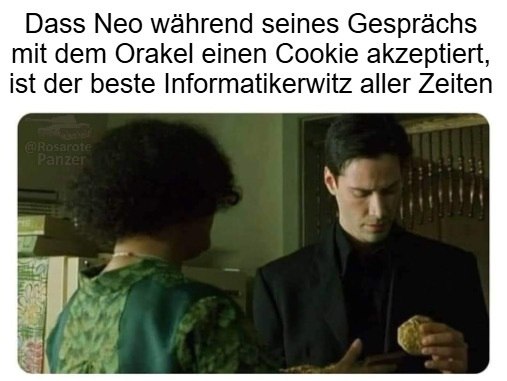 Dass Neo während seines Gesprächs
mit dem Orakel einen Cookie akzeptiert,
ist der beste Informatikerwitz aller Zeiten
@Rosarote
Panzer